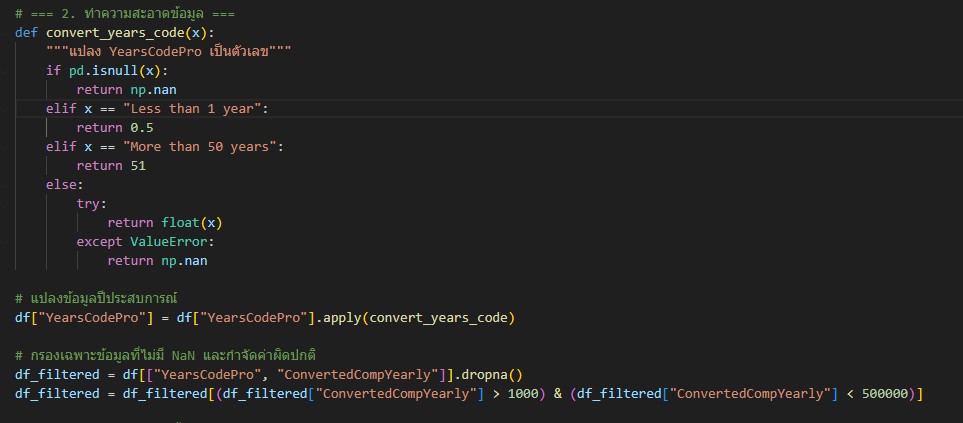 # === 2. ทำความสะอาดข้อมูล ===
def convert_years_code(x):
    """แปลง YearsCodePro เป็นตัวเลข"""
    if pd.isnull(x):
        return np.nan
    elif x == "Less than 1 year":
        return 0.5
    elif x == "More than 50 years":
        return 51
    else:
        try:
            return float(x)
        except ValueError:
            return np.nan
# แปลงข้อมูลปีประสบการณ์
df["YearsCodePro"] = df["YearsCodePro"].apply(convert_years_code)
# กรองเฉพาะข้อมูลที่ไม่มี NaN และกำจัดค่าผิดปกติ
df_filtered = df[["YearsCodePro", "ConvertedCompYearly"]].dropna()
df_filtered = df_filtered[(df_filtered["ConvertedCompYearly"] > 1000) & (df_filtered["ConvertedCompYearly"] < 500000)]